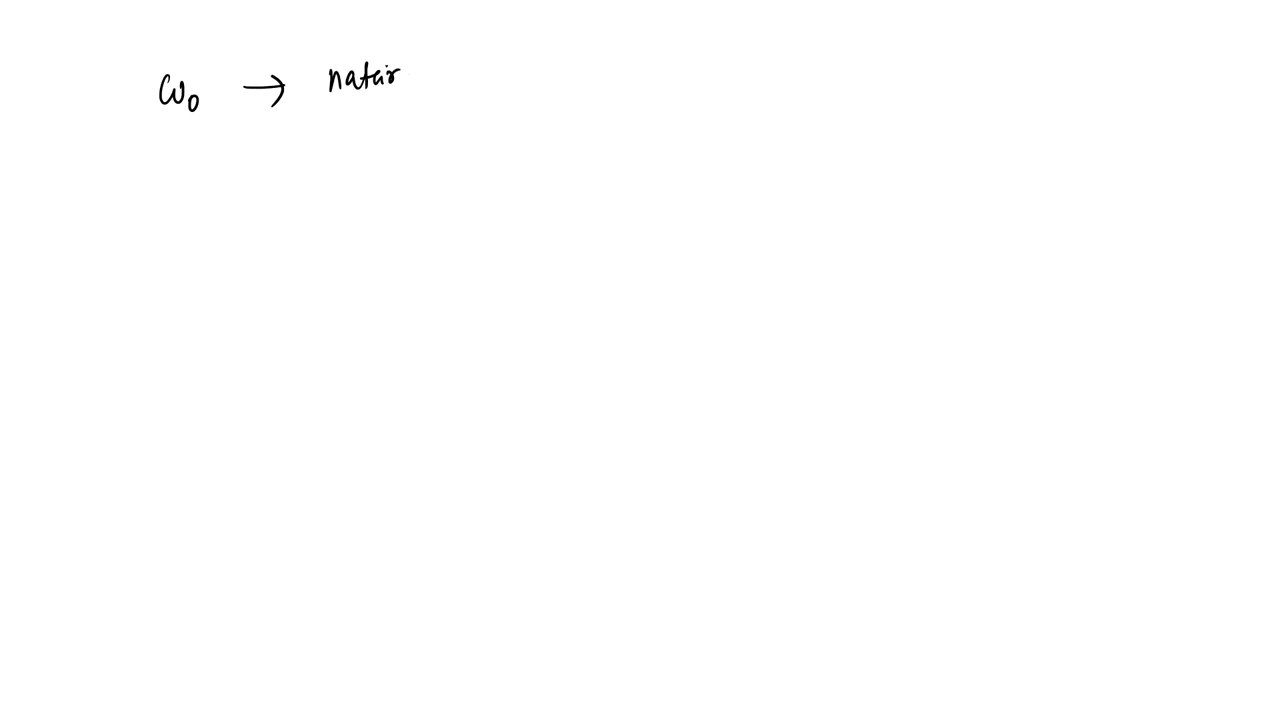 ω₀ → natur